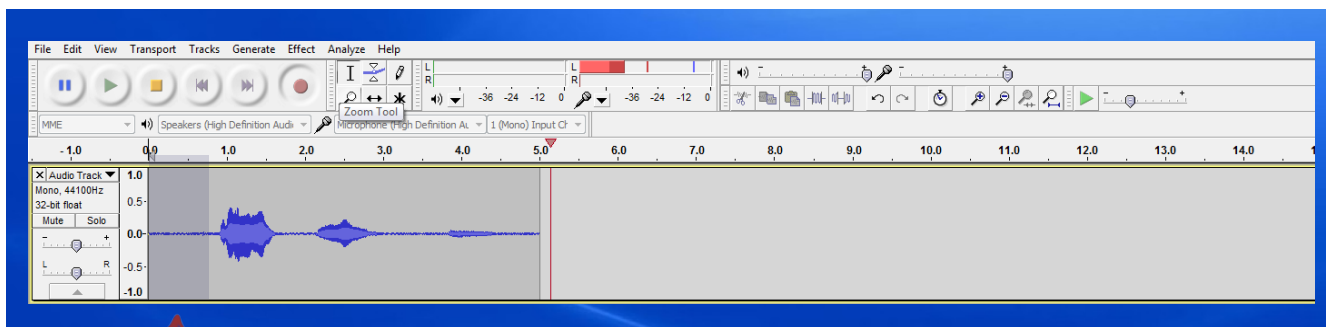 File Edit View Transport Tracks Generate Effect Analyze Help
L L
R R
-36 -24 -12 0 -36 -24 -12 0
Zoom Tool
MME Speakers (High Definition Audi Microphone (High Definition Au 1 (Mono) Input Ch
-1.0 0.0 1.0 2.0 3.0 4.0 5.0 6.0 7.0 8.0 9.0 10.0 11.0 12.0 13.0 14.0 1
X Audio Track 1.0
Mono, 44100Hz
32-bit float 0.5-
Mute Solo
- + 0.0-
L R -0.5-
-1.0